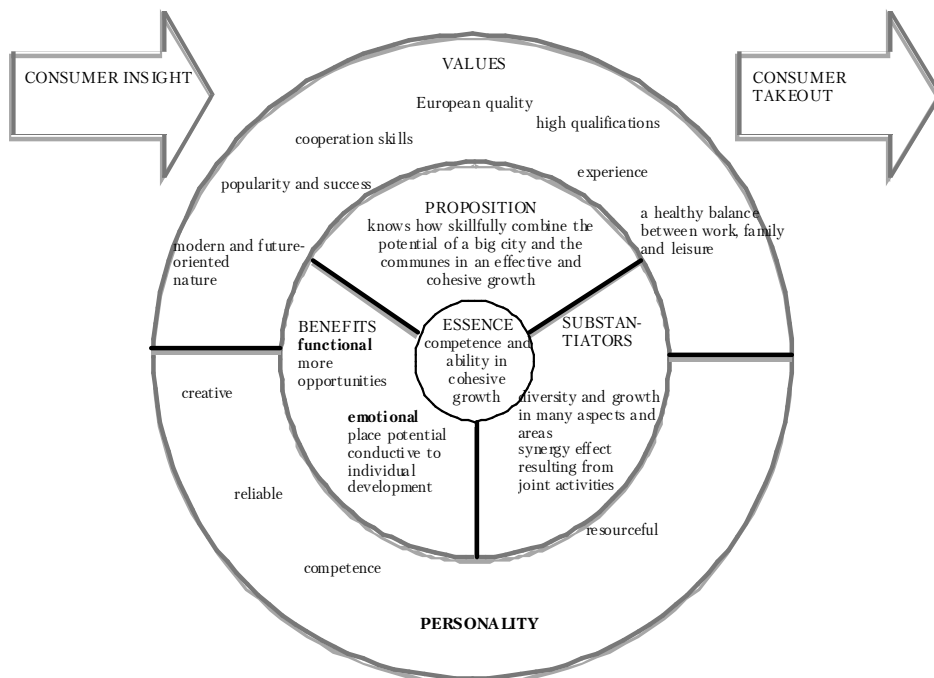 CONSUMER INSIGHT
CONSUMER
TAKEOUT
VALUES
European quality
high qualifications
cooperation skills
experience
popularity and success
a healthy balance
between work, family
and leisure
modern and future-
oriented
nature
PROPOSITION
knows how skillfully combine the
potential of a big city and the
communes in an effective and
cohesive growth
BENEFITS
functional
more
opportunities
emotional
place potential
conductive to
individual
development
ESSENCE
competence and
ability in
cohesive
growth
SUBSTAN-
TIATORS
diversity and growth
in many aspects and
areas
synergy effect
resulting from
joint activities
creative
reliable
competence
resourceful
PERSONALITY